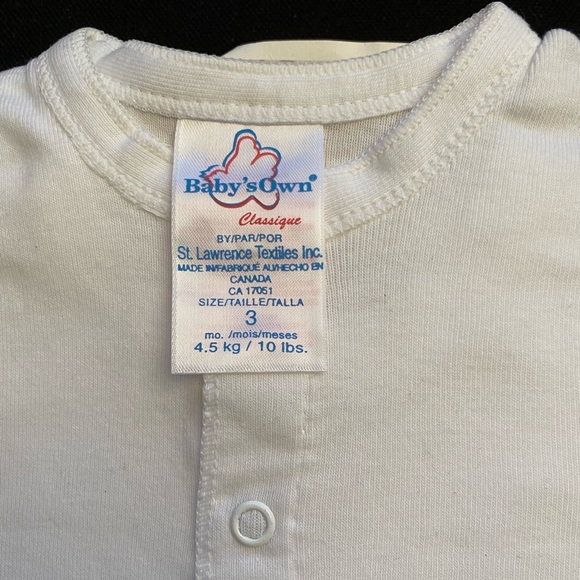 Baby'sOwn
Classique
BY/PAR/POR
St. Lawrence Textiles Inc.
MADE IN/FABRIQUÉ AU/HECHO EN
CANADA
CA 17051
SIZE/TAILLE/TALLA
3
mo. /mois/meses
4.5 kg / 10 lbs.